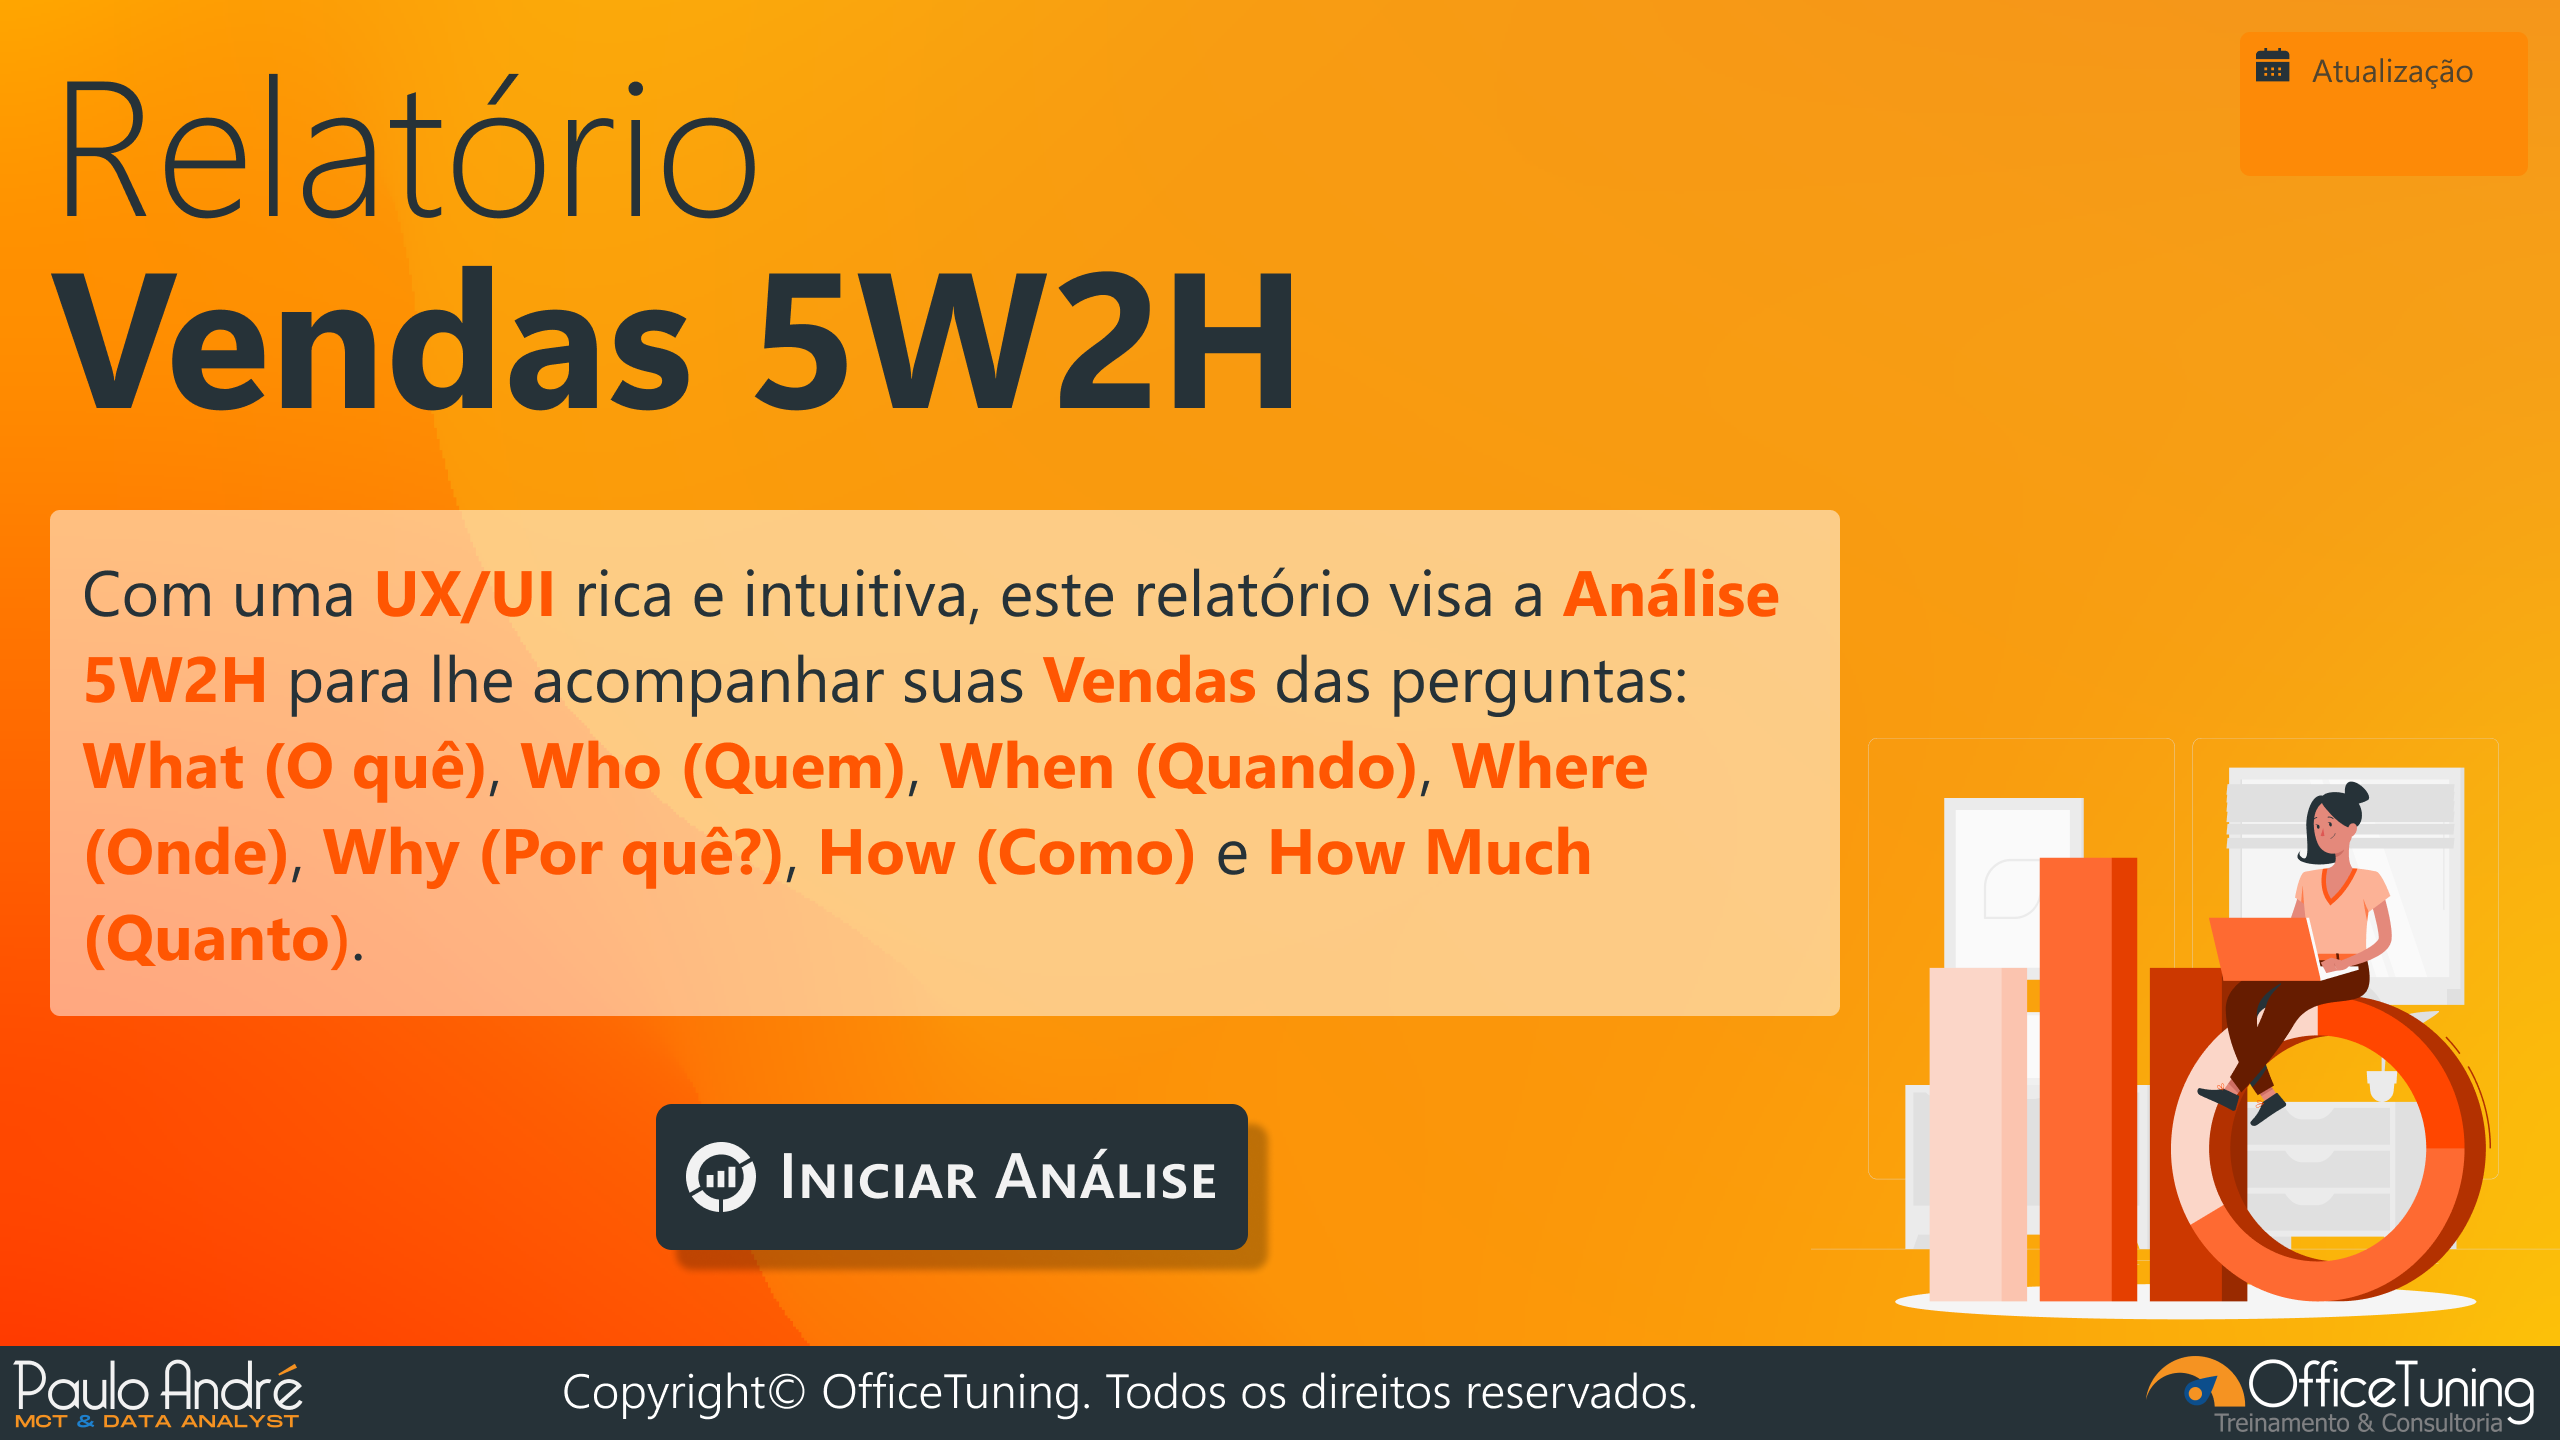 Relatório
Vendas 5W2H
Atualização
Com uma UX/UI rica e intuitiva, este relatório visa a Análise
5W2H para lhe acompanhar suas Vendas das perguntas:
What (O quê), Who (Quem), When (Quando), Where
(Onde), Why (Por quê?), How (Como) e How Much
(Quanto).
Iniciar Análise
Paulo André
MCT & DATA ANALYST
Copyright© OfficeTuning. Todos os direitos reservados.
OfficeTuning
Treinamento & Consultoria